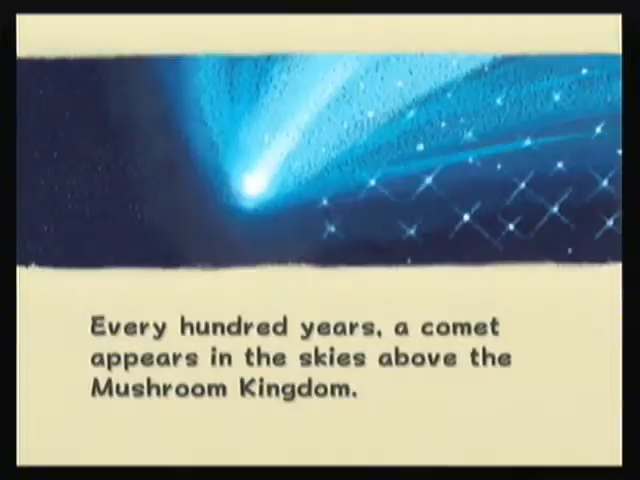 Every hundred years, a comet
appears in the skies above the
Mushroom Kingdom.